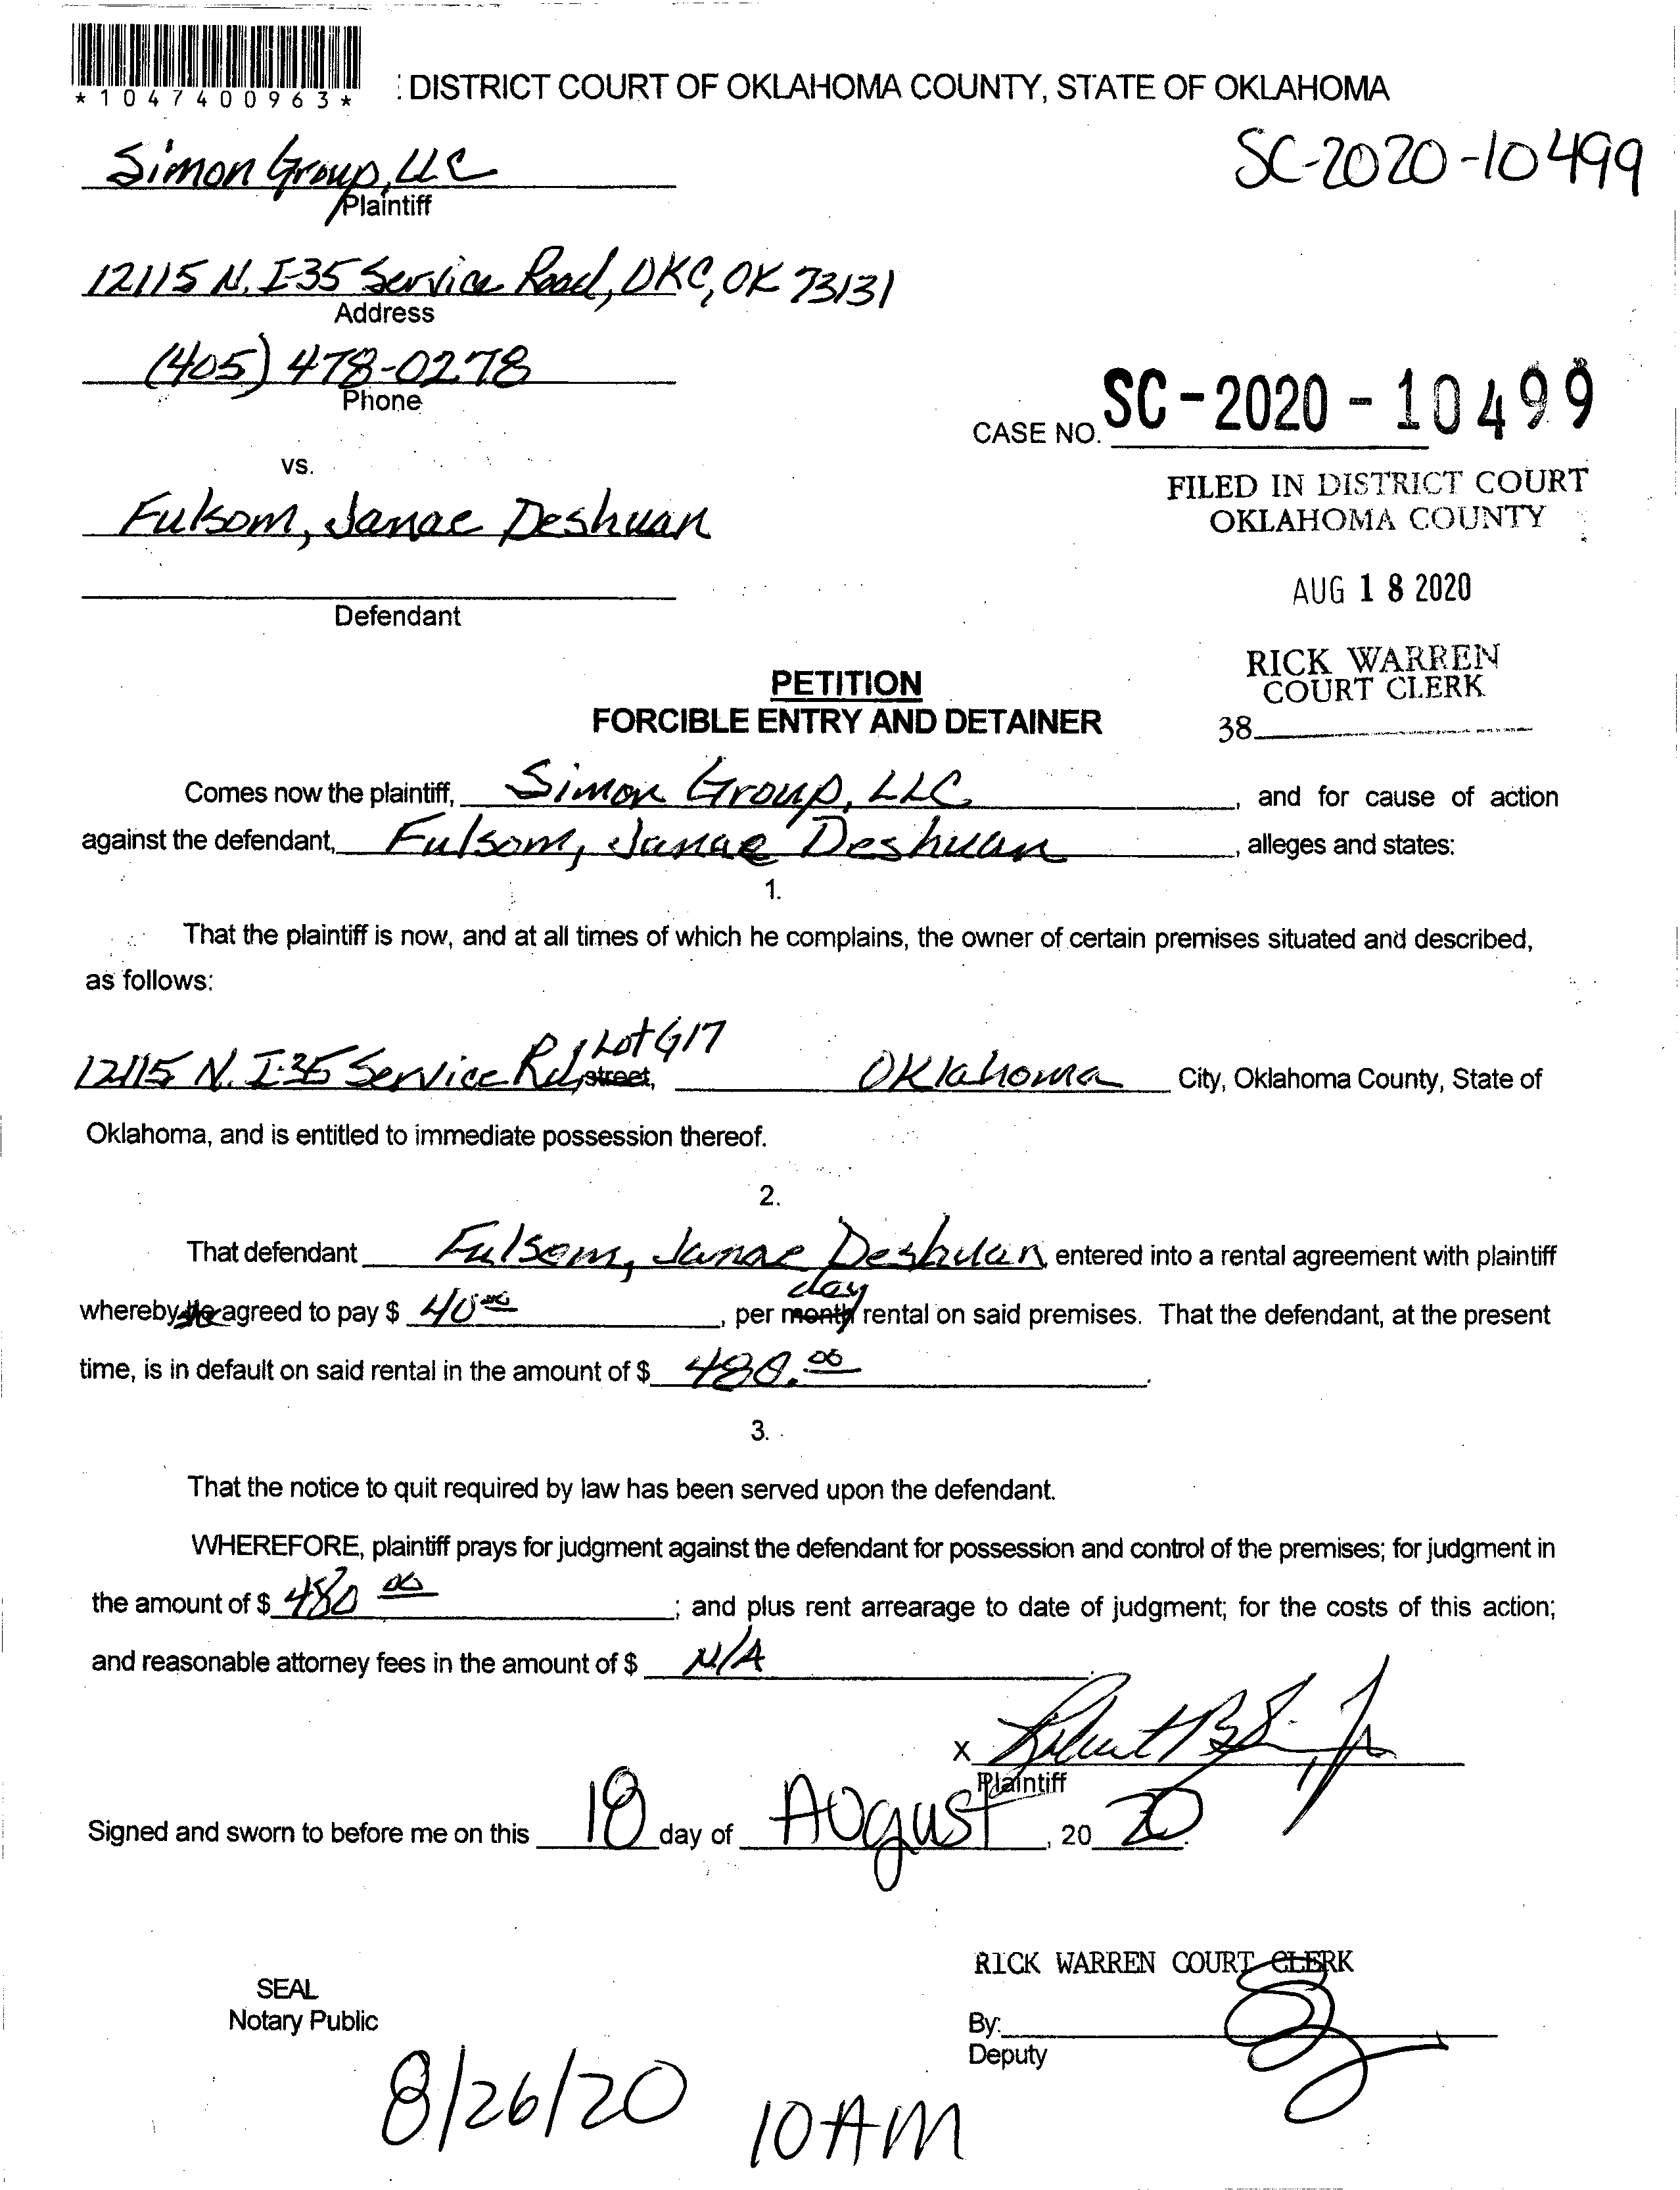 *1047400963*
: DISTRICT COURT OF OKLAHOMA COUNTY, STATE OF OKLAHOMA
SC-2020-10499
Simon Group, LLC
Plaintiff
12115 N. I-35 Service Road, OKC, OK 73131
Address
(405) 478-0278
Phone
CASE NO. SC-2020-10499
vs.
FILED IN DISTRICT COURT
OKLAHOMA COUNTY
Fulsom, Janae Deshuan
AUG 18 2020
Defendant
RICK WARREN
COURT CLERK
38
PETITION
FORCIBLE ENTRY AND DETAINER
Comes now the plaintiff, Simon Group, LLC, and for cause of action
against the defendant, Fulsom, Janae Deshuan, alleges and states:
1.
That the plaintiff is now, and at all times of which he complains, the owner of certain premises situated and described,
as follows:
12115 N. I-35 Service Rd, Lot G17 street, Oklahoma City, Oklahoma County, State of
Oklahoma, and is entitled to immediate possession thereof.
2.
That defendant Fulsom, Janae Deshuan entered into a rental agreement with plaintiff
day
whereby he agreed to pay $ 40 00, per month rental on said premises. That the defendant, at the present
time, is in default on said rental in the amount of $ 480.00.
3.
That the notice to quit required by law has been served upon the defendant.
WHEREFORE, plaintiff prays for judgment against the defendant for possession and control of the premises; for judgment in
the amount of $ 480 00; and plus rent arrearage to date of judgment; for the costs of this action;
and reasonable attorney fees in the amount of $ N/A.
X
Plaintiff
Signed and sworn to before me on this 18 day of August, 20 20.
RICK WARREN COURT CLERK
SEAL
Notary Public
By:
Deputy
8/26/20 10AM